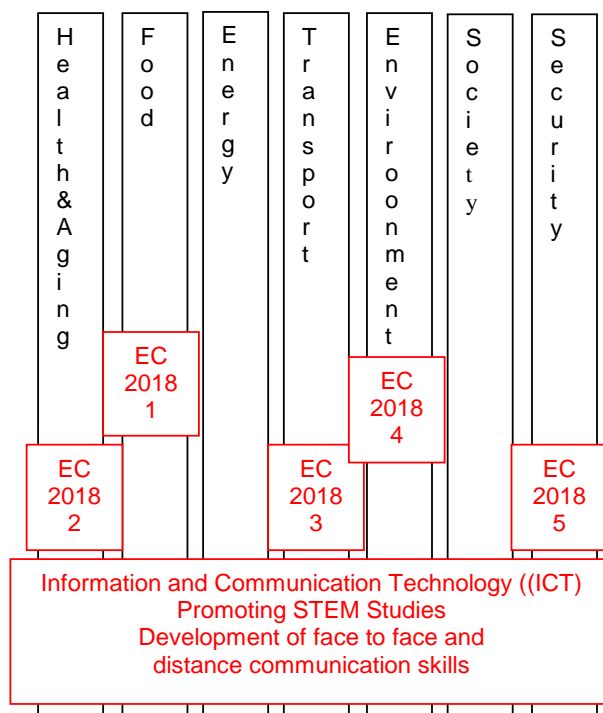 Health&Aging
Food
Energy
Transport
Enviroonment
Society
Security
EC
2018
1
EC
2018
4
EC
2018
2
EC
2018
3
EC
2018
5
Information and Communication Technology ((ICT)
Promoting STEM Studies
Development of face to face and
distance communication skills